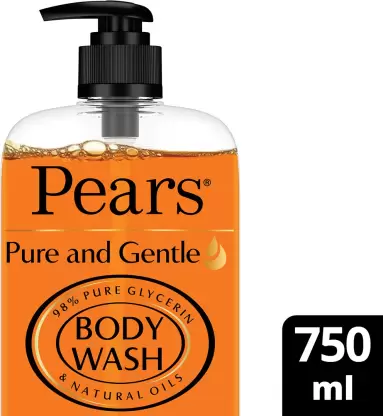 Pears®
Pure and Gentle
98% PURE GLYCERIN
BODY
WASH
& NATURAL OILS
750
ml